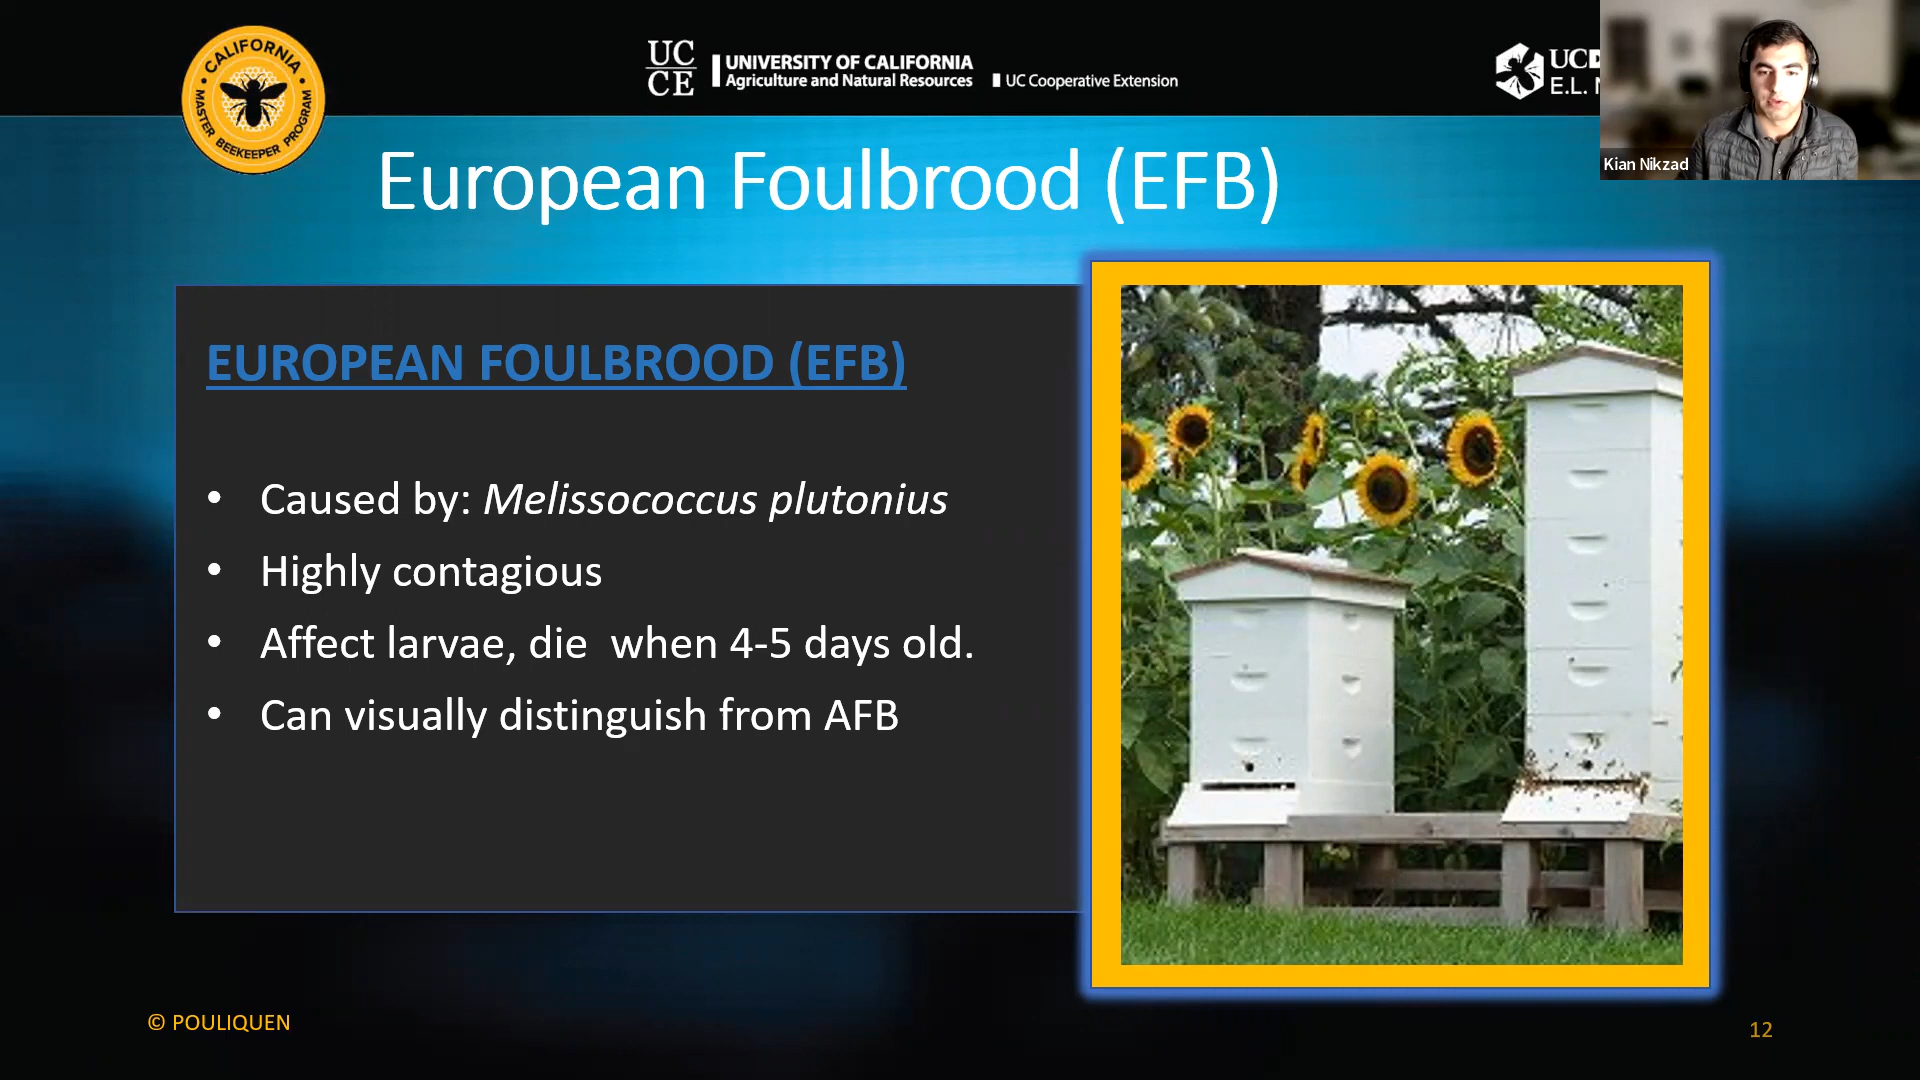 CALIFORNIA
MASTER BEEKEEPER PROGRAM
UC
CE
UNIVERSITY OF CALIFORNIA
Agriculture and Natural Resources
UC Cooperative Extension
E.L.
Kian Nikzad
European Foulbrood (EFB)
EUROPEAN FOULBROOD (EFB)
• Caused by: Melissococcus plutonius
• Highly contagious
• Affect larvae, die when 4-5 days old.
• Can visually distinguish from AFB
© POULIQUEN
12